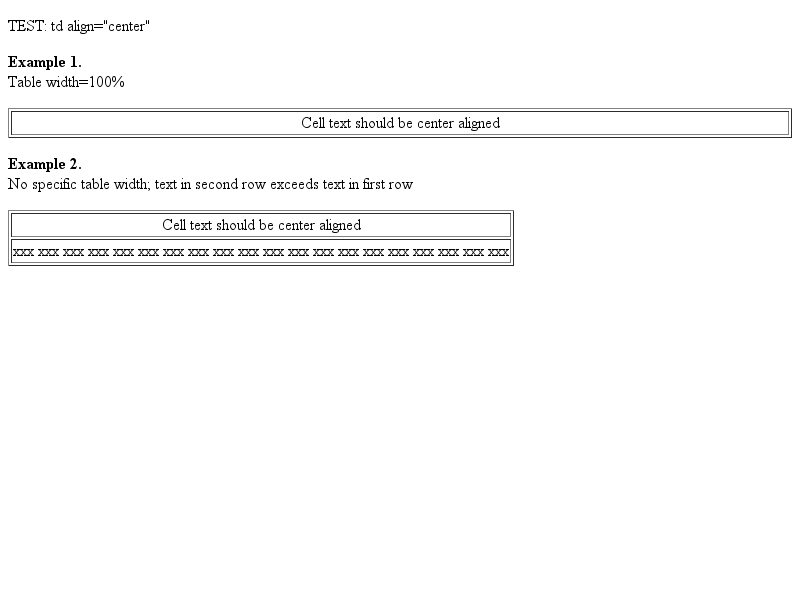 TEST: td align="center"
Example 1.
Table width=100%
Cell text should be center aligned
Example 2.
No specific table width; text in second row exceeds text in first row
Cell text should be center aligned
xxx xxx xxx xxx xxx xxx xxx xxx xxx xxx xxx xxx xxx xxx xxx xxx xxx xxx xxx xxx